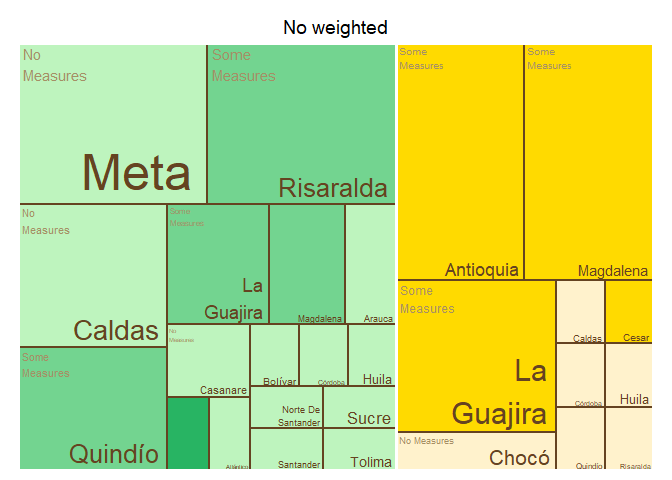 No weighted
No
Measures
Meta
Some
Measures
Risaralda
Some
Measures
Antioquia
Some
Measures
Magdalena
No
Measures
Caldas
Some
Measures
La
Guajira
Magdalena
Arauca
Some
Measures
La
Guajira
Caldas
Cesar
No
Measures
Casanare
Bolívar
Córdoba
Huila
Córdoba
Huila
Some
Measures
Quindío
Atlántico
Norte De
Santander
Sucre
Santander
Tolima
No Measures
Chocó
Quindío
Risaralda